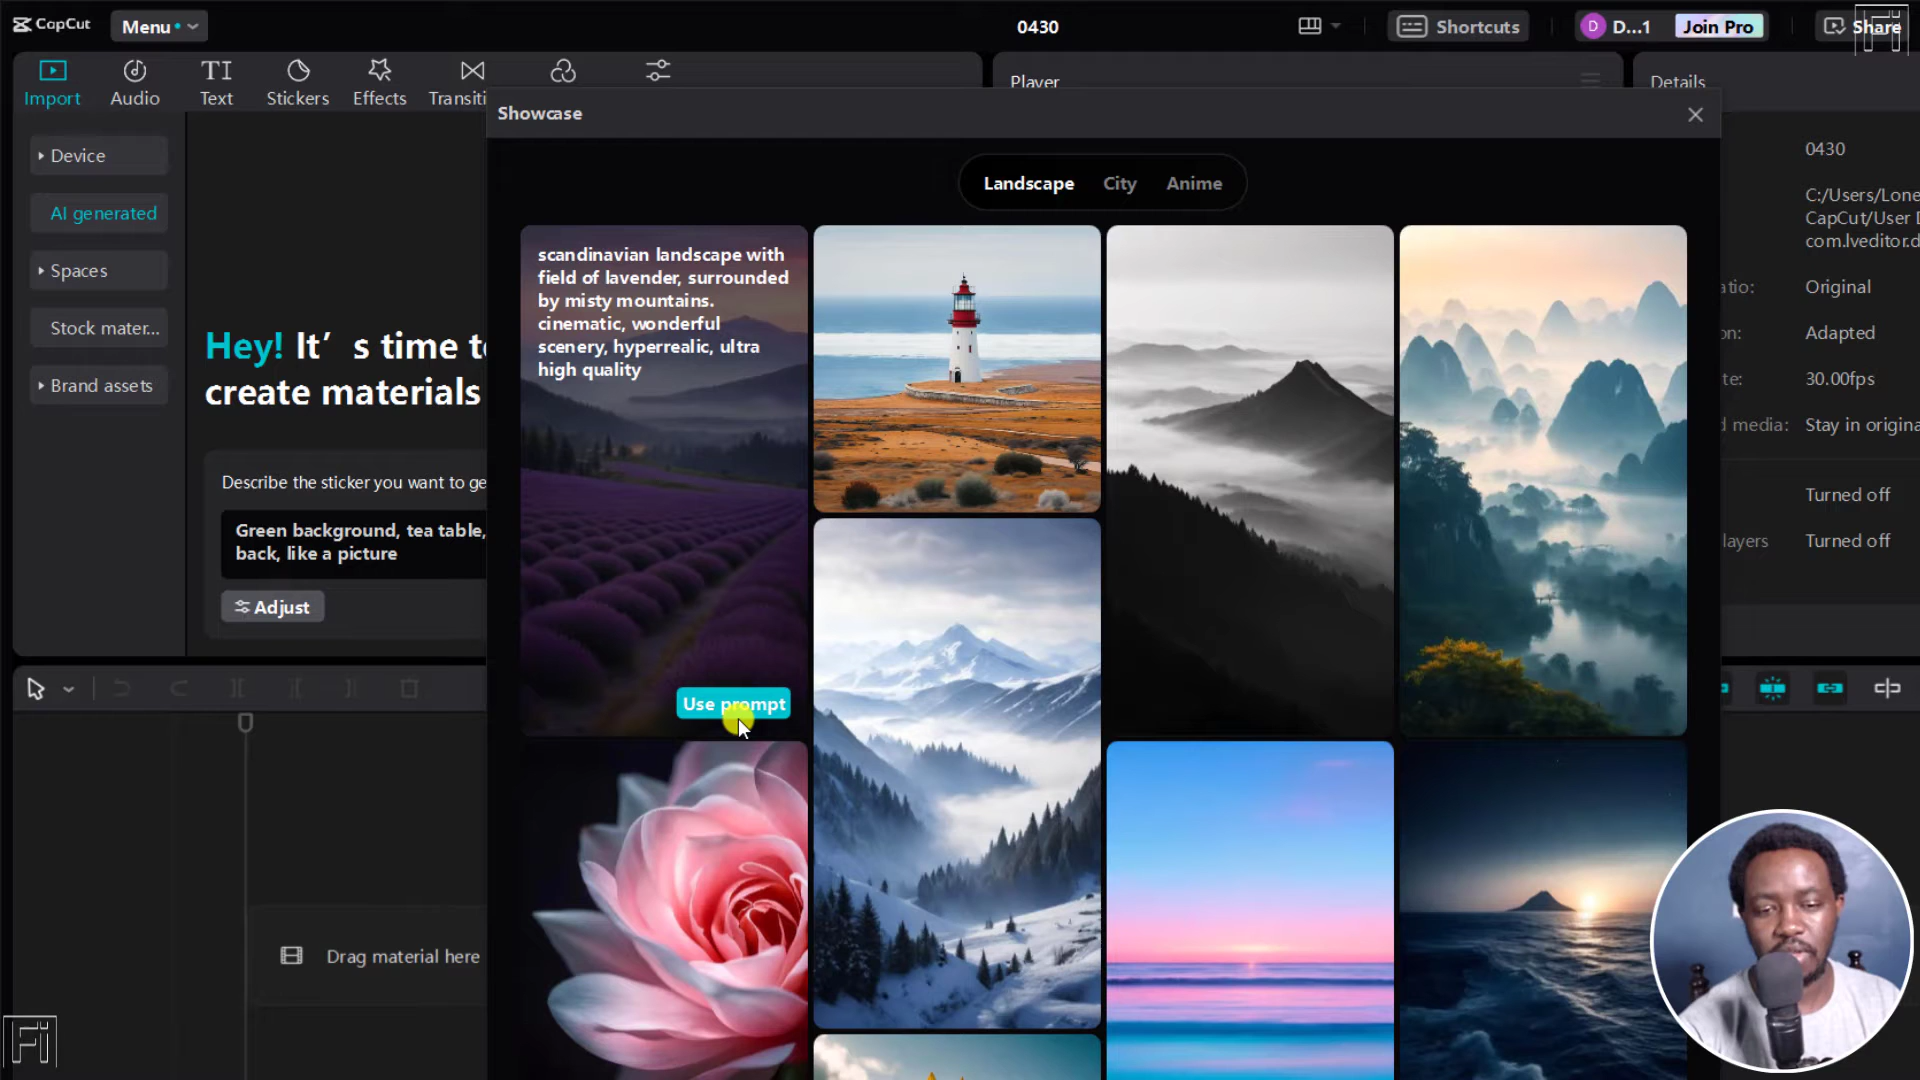 CapCut
Menu
0430
Shortcuts
D...1
Join Pro
Share
Fi
Import
Audio
Text
Stickers
Effects
Transiti
Player
Details
Showcase
Device
AI generated
Spaces
Stock mater...
Brand assets
Hey! It’s time to
create materials
Describe the sticker you want to ge
Green background, tea table,
back, like a picture
Adjust
Landscape
City
Anime
scandinavian landscape with
field of lavender, surrounded
by misty mountains.
cinematic, wonderful
scenery, hyperrealic, ultra
high quality
Use prompt
0430
C:/Users/Lone
CapCut/User D
com.lveditor.d
atio:
Original
on:
Adapted
te:
30.00fps
d media:
Stay in origina
Turned off
layers
Turned off
Drag material here
Fi